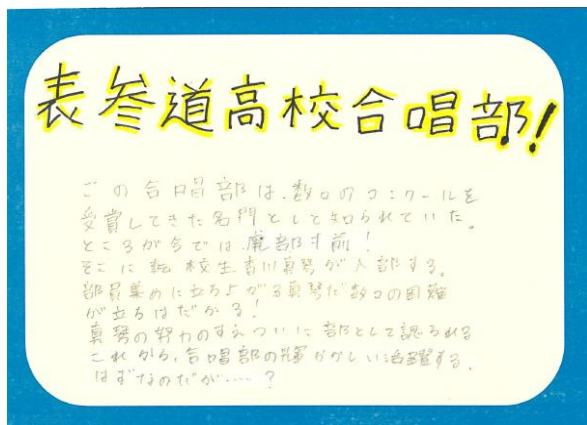 表参道高校合唱部!
この合唱部は、数々のコンクールを
受賞してきた名門としと知られていた。
ところが今では、廃部寸前!
そこに転校生香川真琴が入部する。
部員集めに立ち上がる真琴だ数々の困難
が立ちはだかる!
真琴の努力のすえついに部として認られる
これから、合唱部の輝かかしい活躍する。
はずなのだが……?